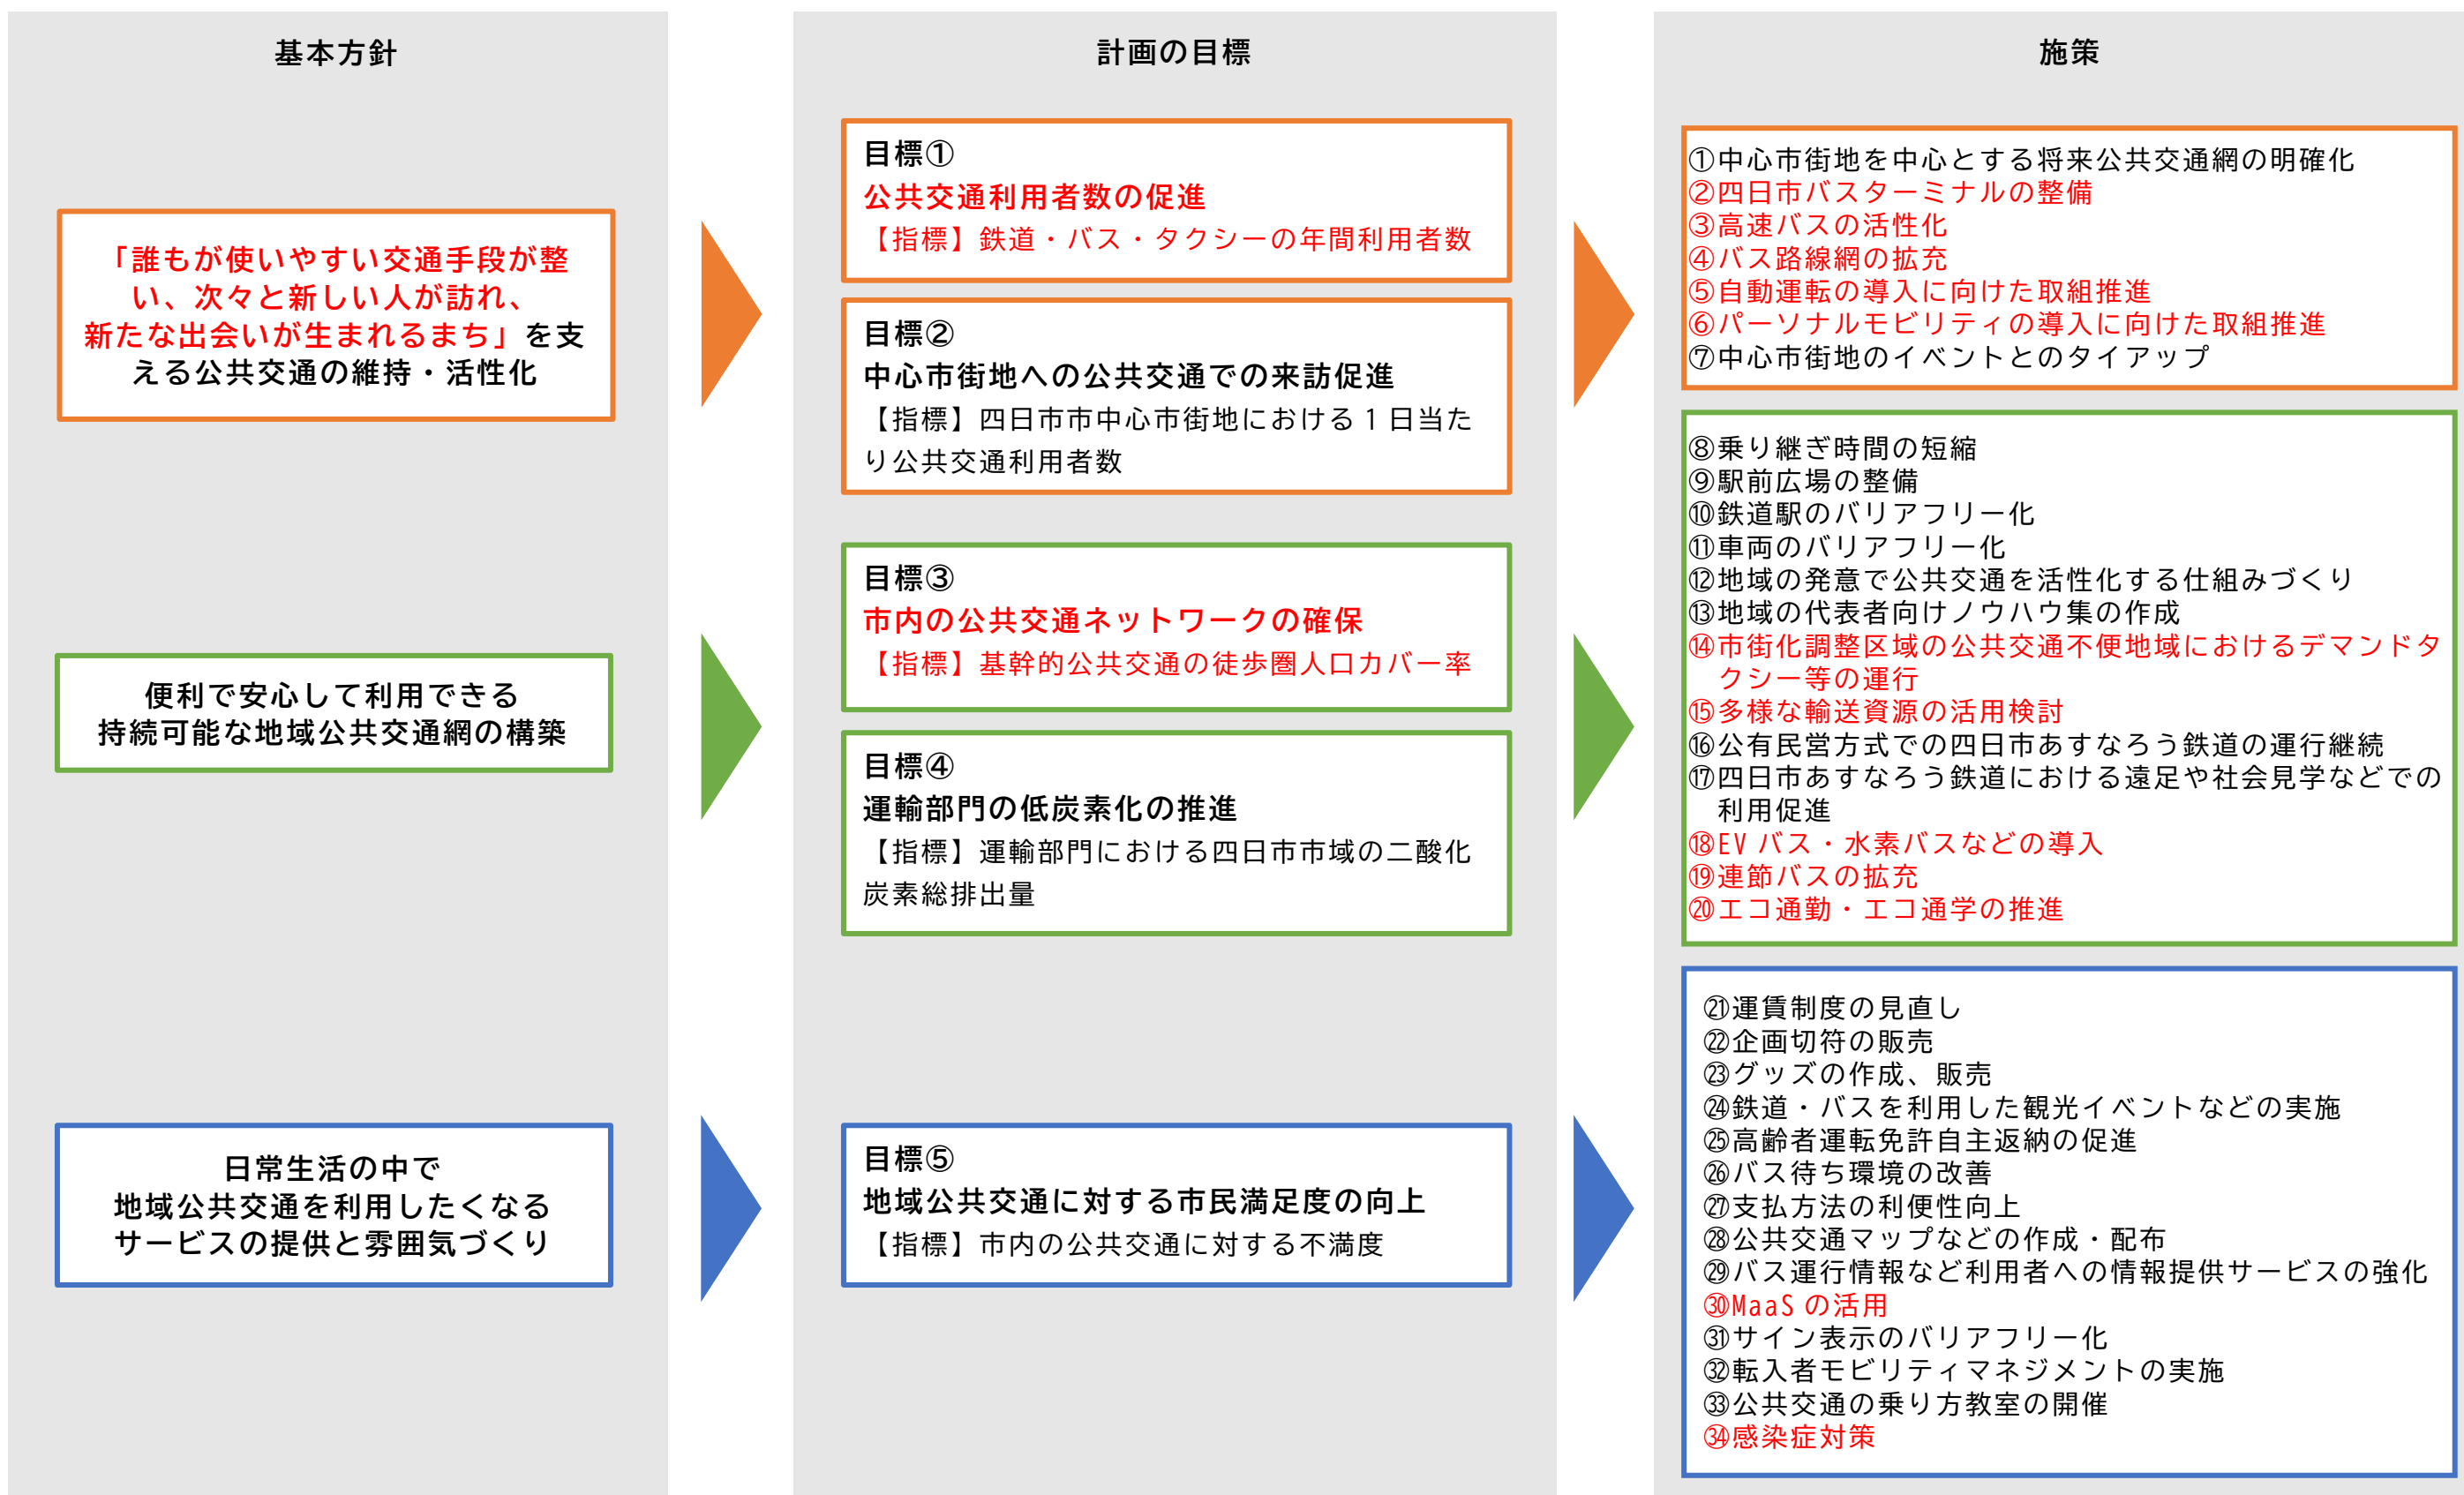 基本方針
「誰もが使いやすい交通手段が整
い、次々と新しい人が訪れ、
新たな出会いが生まれるまち」を支
える公共交通の維持・活性化
便利で安心して利用できる
持続可能な地域公共交通網の構築
日常生活の中で
地域公共交通を利用したくなる
サービスの提供と雰囲気づくり
計画の目標
目標①
公共交通利用者数の促進
【指標】鉄道・バス・タクシーの年間利用者数
目標②
中心市街地への公共交通での来訪促進
【指標】四日市市中心市街地における１日当た
り公共交通利用者数
目標③
市内の公共交通ネットワークの確保
【指標】基幹的公共交通の徒歩圏人口カバー率
目標④
運輸部門の低炭素化の推進
【指標】運輸部門における四日市市域の二酸化
炭素総排出量
目標⑤
地域公共交通に対する市民満足度の向上
【指標】市内の公共交通に対する不満度
施策
①中心市街地を中心とする将来公共交通網の明確化
②四日市バスターミナルの整備
③高速バスの活性化
④バス路線網の拡充
⑤自動運転の導入に向けた取組推進
⑥パーソナルモビリティの導入に向けた取組推進
⑦中心市街地のイベントとのタイアップ
⑧乗り継ぎ時間の短縮
⑨駅前広場の整備
⑩鉄道駅のバリアフリー化
⑪車両のバリアフリー化
⑫地域の発意で公共交通を活性化する仕組みづくり
⑬地域の代表者向けノウハウ集の作成
⑭市街化調整区域の公共交通不便地域におけるデマンドタ
クシー等の運行
⑮多様な輸送資源の活用検討
⑯公有民営方式での四日市あすなろう鉄道の運行継続
⑰四日市あすなろう鉄道における遠足や社会見学などでの
利用促進
⑱EV バス・水素バスなどの導入
⑲連節バスの拡充
⑳エコ通勤・エコ通学の推進
㉑運賃制度の見直し
㉒企画切符の販売
㉓グッズの作成、販売
㉔鉄道・バスを利用した観光イベントなどの実施
㉕高齢者運転免許自主返納の促進
㉖バス待ち環境の改善
㉗支払方法の利便性向上
㉘公共交通マップなどの作成・配布
㉙バス運行情報など利用者への情報提供サービスの強化
㉚MaaS の活用
㉛サイン表示のバリアフリー化
㉜転入者モビリティマネジメントの実施
㉝公共交通の乗り方教室の開催
㉞感染症対策